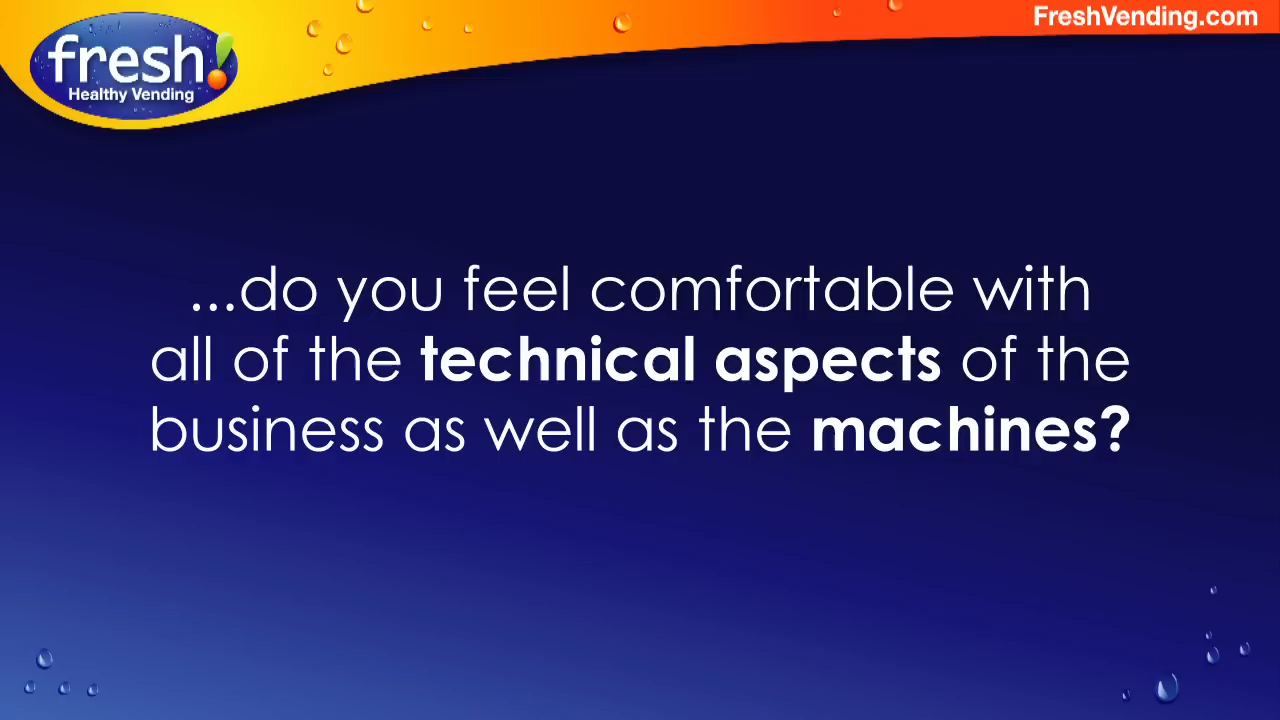 FreshVending.com
fresh!
Healthy Vending
...do you feel comfortable with
all of the technical aspects of the
business as well as the machines?